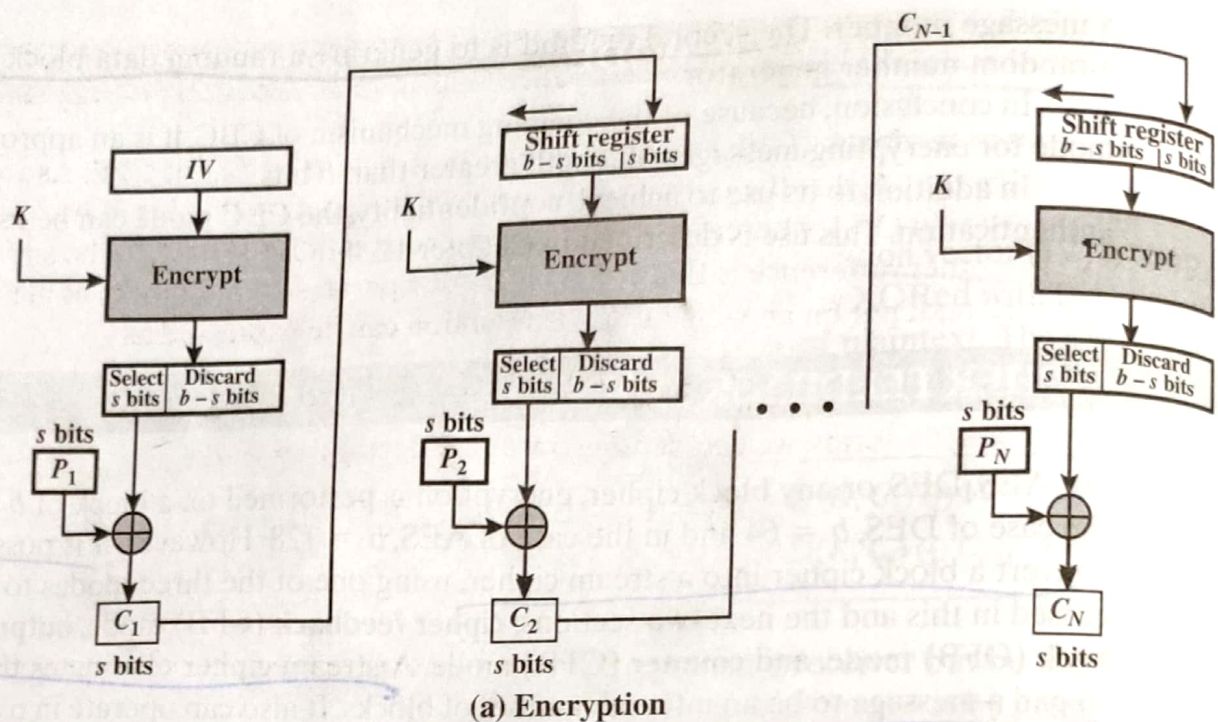 C_{N-1}
IV
K
Encrypt
Select s bits
Discard b − s bits
s bits
P_1
C_1
s bits
Shift register
b − s bits | s bits
K
Encrypt
Select s bits
Discard b − s bits
s bits
P_2
C_2
s bits
• • •
Shift register
b − s bits | s bits
K
Encrypt
Select s bits
Discard b − s bits
s bits
P_N
C_N
s bits
(a) Encryption